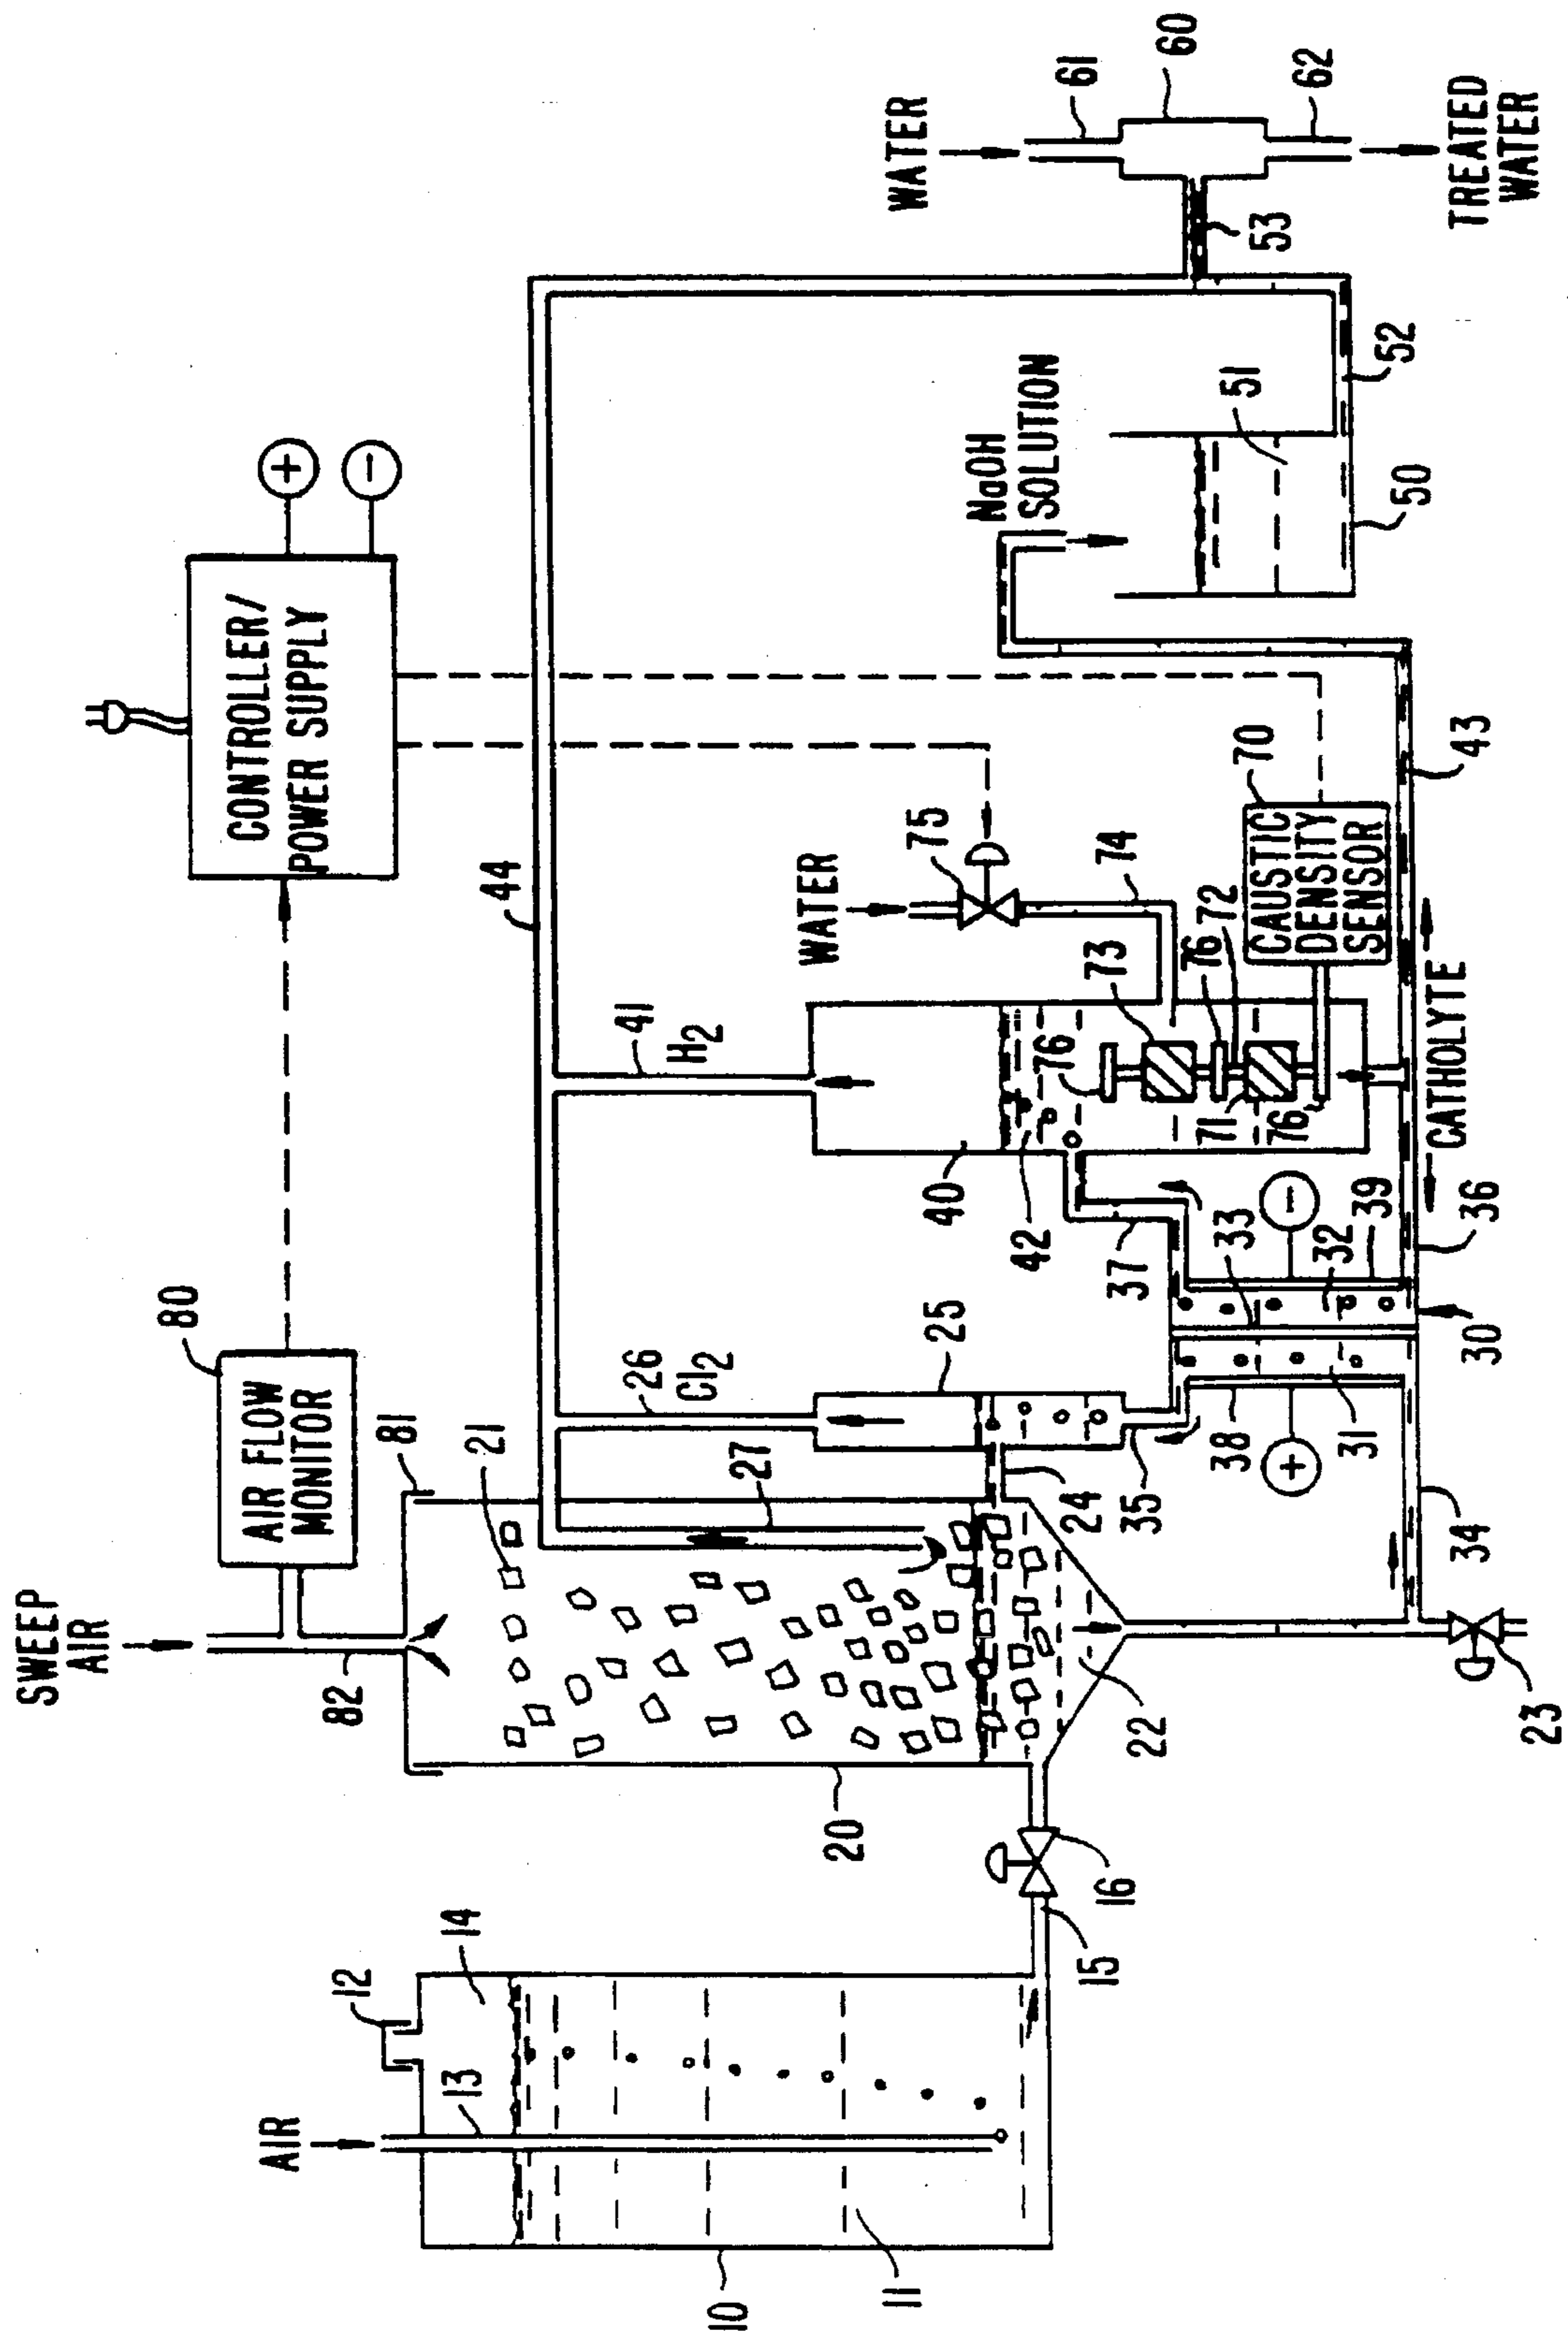 SWEEP
AIR
82
AIR FLOW
MONITOR
80
81
CONTROLLER/
POWER SUPPLY
+
−
AIR
12
13
14
10
11
15
16
20
21
22
23
24
25
26
Cl2
27
44
41
H2
40
42
WATER
75
74
73
76
76
72
71
76
70
CAUSTIC
DENSITY
SENSOR
37
33
32
39
−
30
36
CATHOLYTE
35
38
+
31
34
43
NaOH
SOLUTION
51
50
52
53
WATER
61
60
62
TREATED
WATER